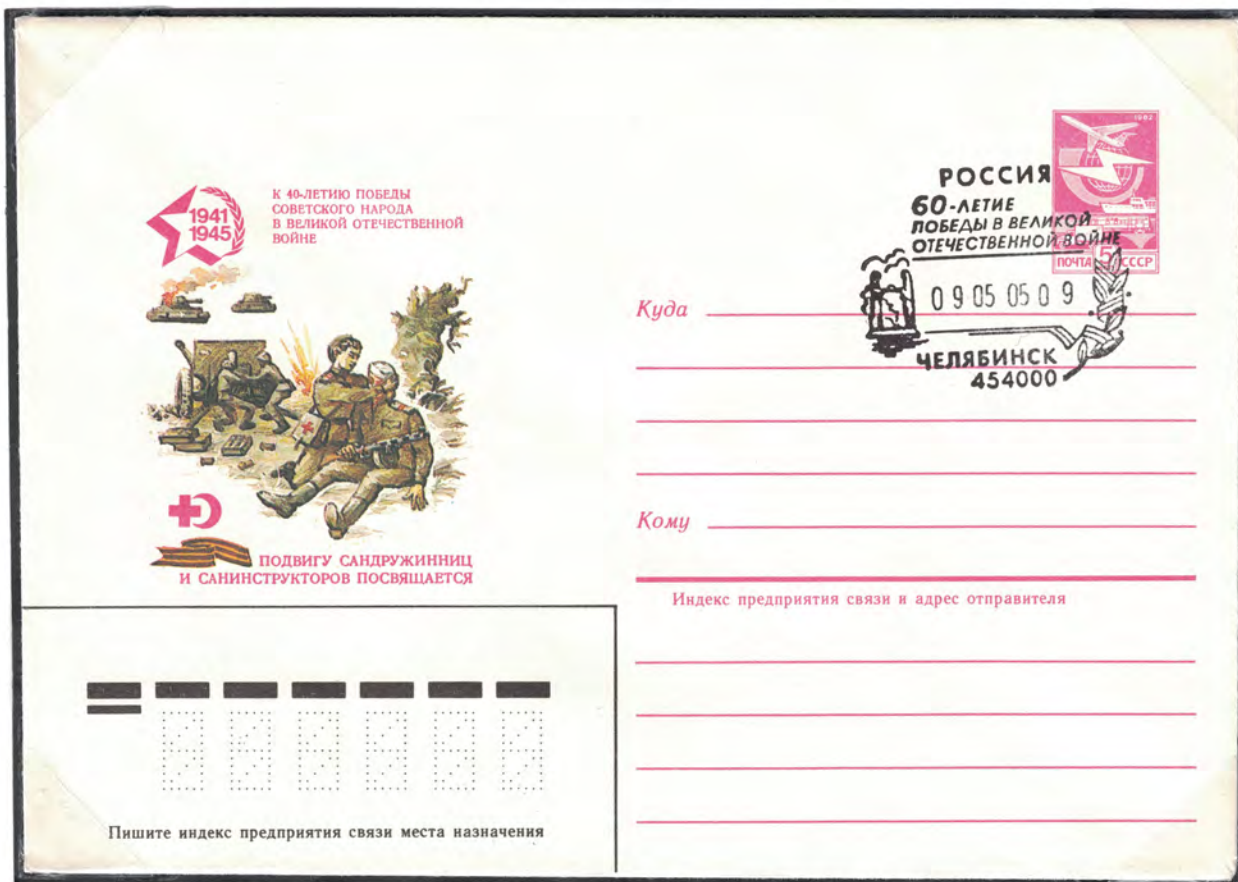 1941
1945
К 40-ЛЕТИЮ ПОБЕДЫ
СОВЕТСКОГО НАРОДА
В ВЕЛИКОЙ ОТЕЧЕСТВЕННОЙ
ВОЙНЕ
ПОДВИГУ САНДРУЖИННИЦ
И САНИНСТРУКТОРОВ ПОСВЯЩАЕТСЯ
1982
ПОЧТА 5 СССР
РОССИЯ
60-ЛЕТИЕ
ПОБЕДЫ В ВЕЛИКОЙ
ОТЕЧЕСТВЕННОЙ ВОЙНЕ
09 05 05 09
ЧЕЛЯБИНСК
454000
Куда
Кому
Индекс предприятия связи и адрес отправителя
Пишите индекс предприятия связи места назначения